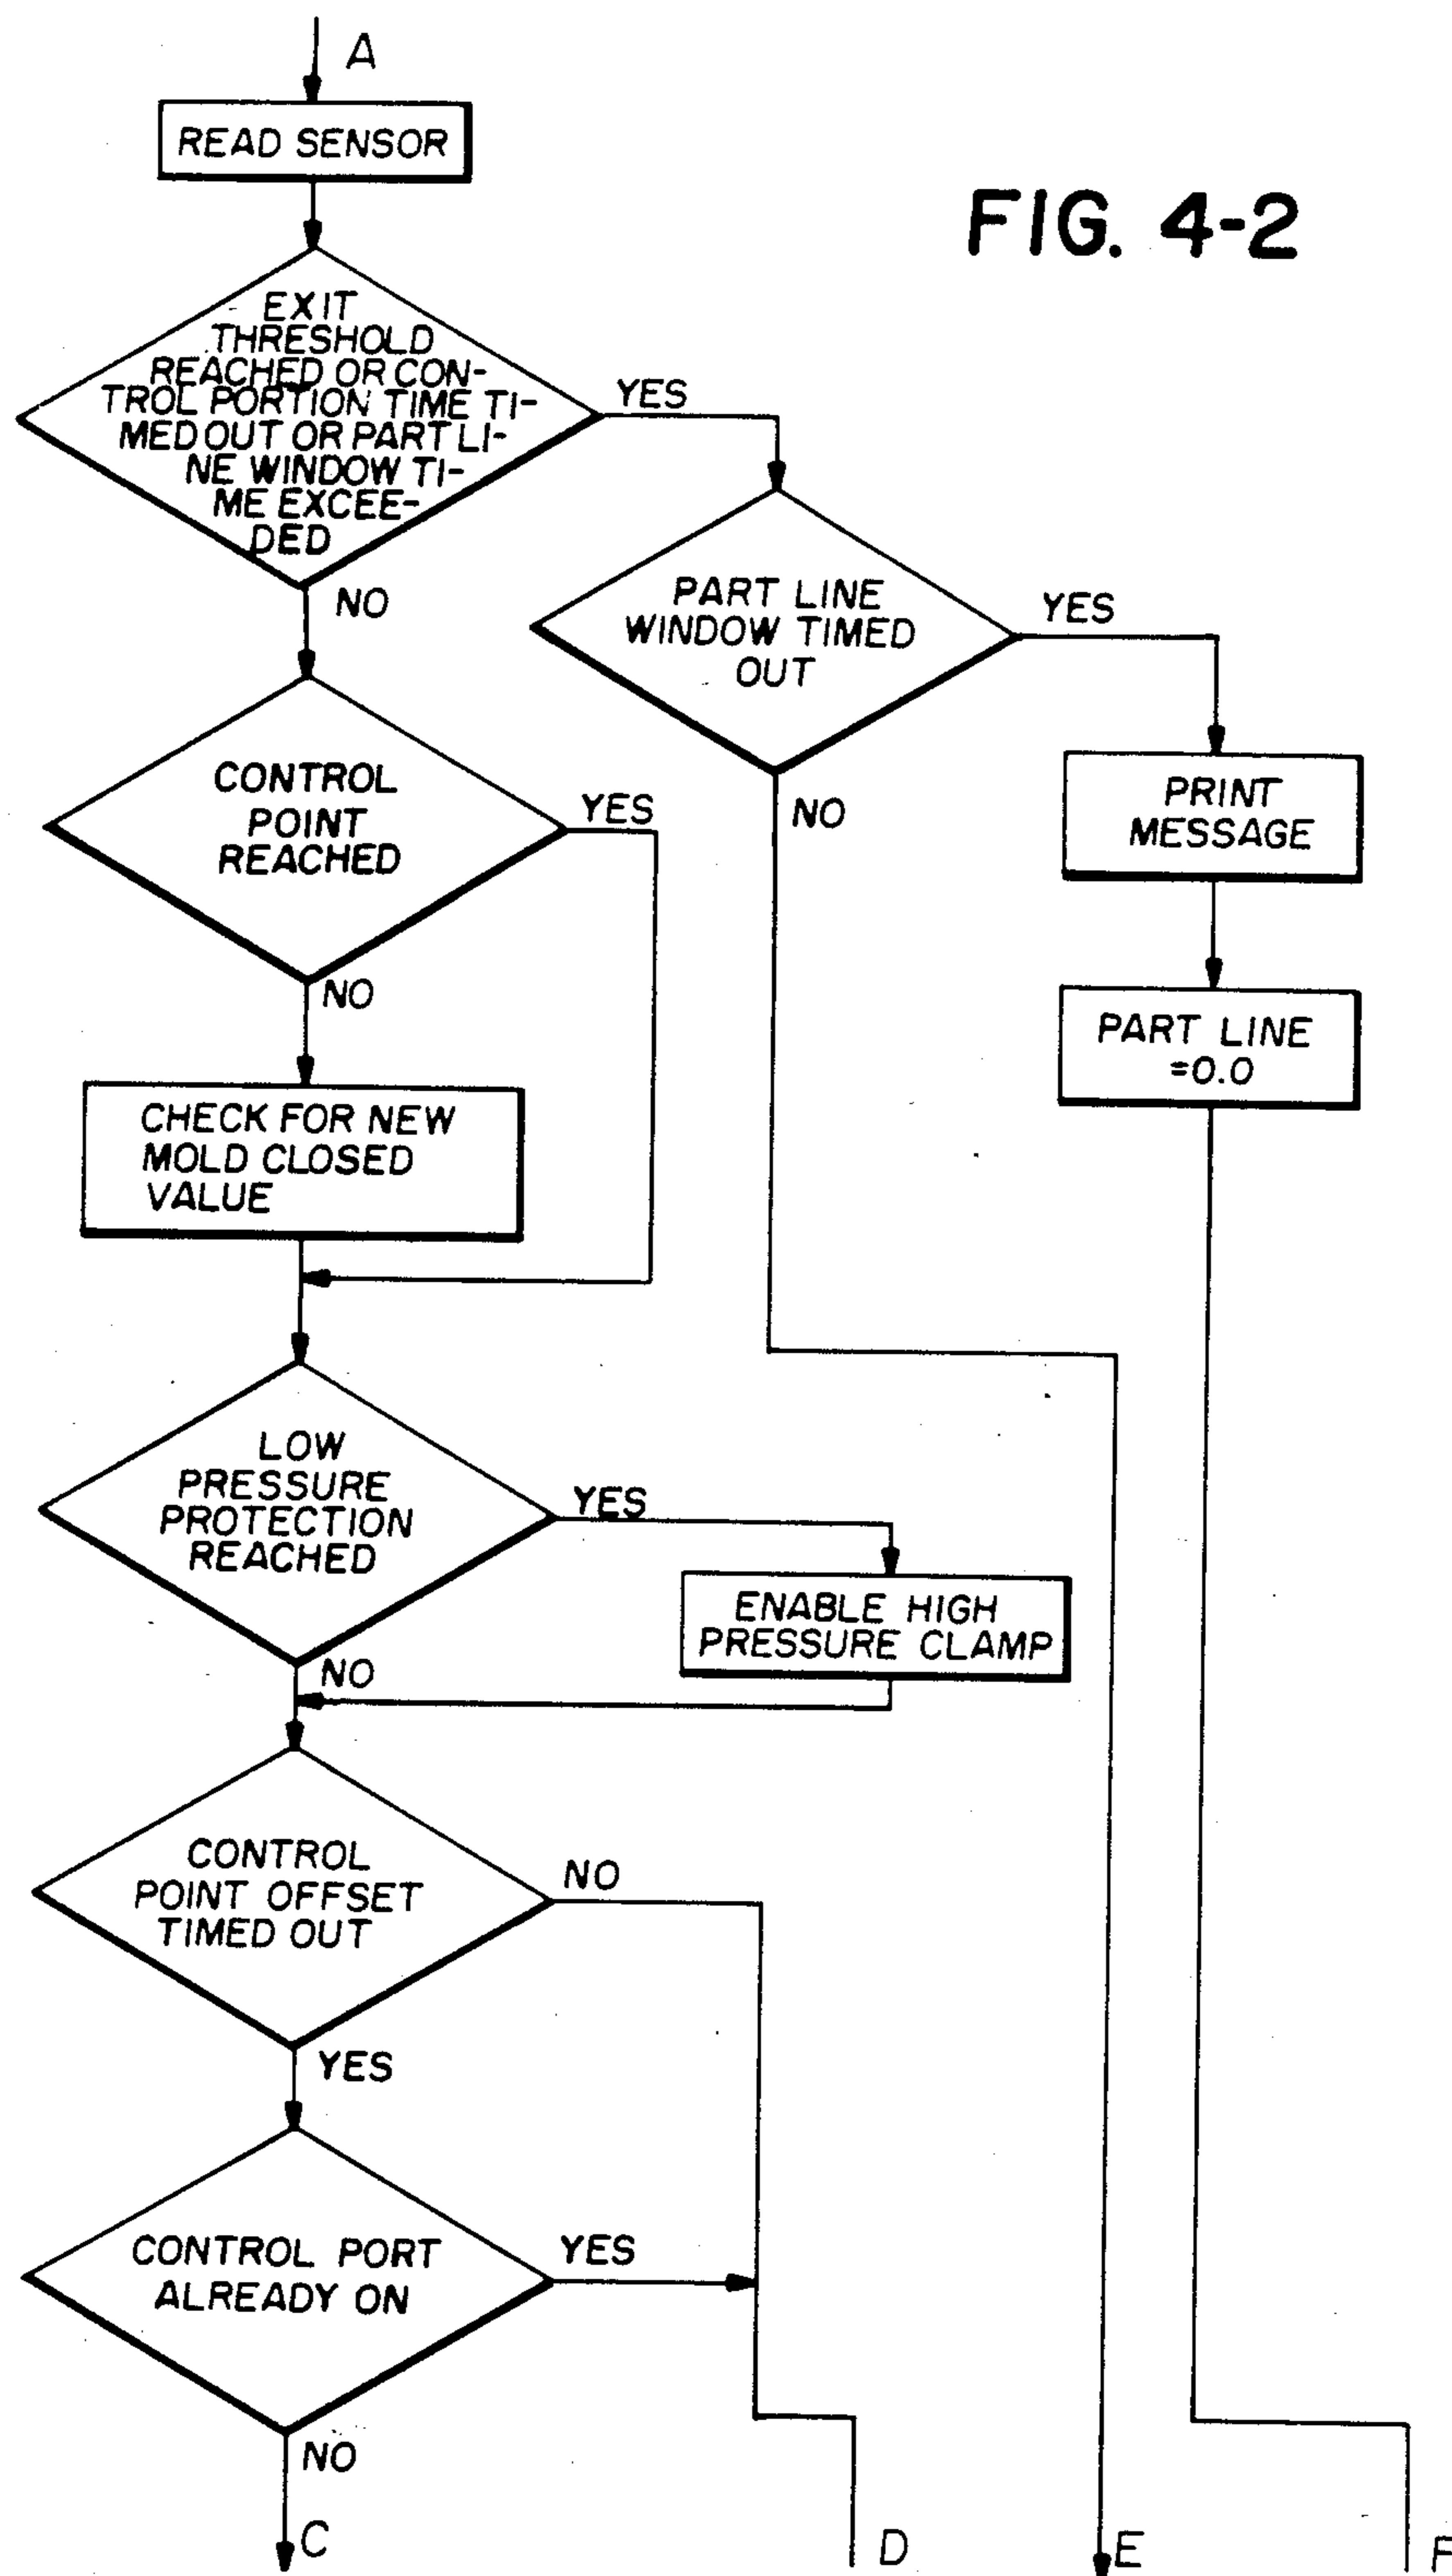 A
READ SENSOR
FIG. 4-2
EXIT
THRESHOLD
REACHED OR CON-
TROL PORTION TIME TI-
MED OUT OR PART LI-
NE WINDOW TI-
ME EXCEE-
DED
YES
NO
PART LINE
WINDOW TIMED
OUT
YES
NO
PRINT
MESSAGE
PART LINE
=0.0
CONTROL
POINT
REACHED
YES
NO
CHECK FOR NEW
MOLD CLOSED
VALUE
LOW
PRESSURE
PROTECTION
REACHED
YES
NO
ENABLE HIGH
PRESSURE CLAMP
CONTROL
POINT OFFSET
TIMED OUT
NO
YES
CONTROL PORT
ALREADY ON
YES
NO
C
D
E